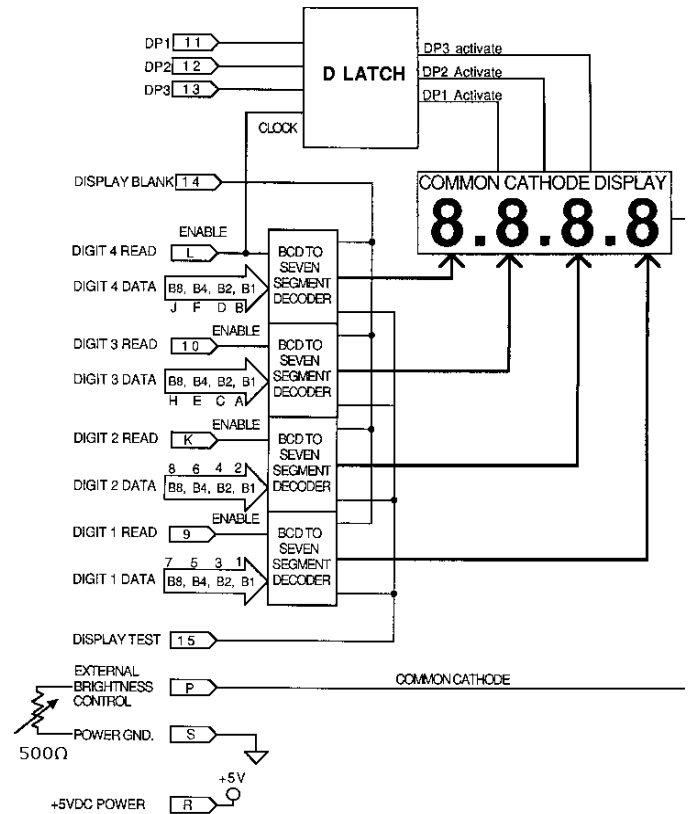 DP1 11
DP2 12
DP3 13
D LATCH
CLOCK
DP3 activate
DP2 Activate
DP1 Activate
COMMON CATHODE DISPLAY
8.8.8.8
DISPLAY BLANK 14
ENABLE
DIGIT 4 READ L
DIGIT 4 DATA B8, B4, B2, B1
J F D B
BCD TO
SEVEN
SEGMENT
DECODER
ENABLE
DIGIT 3 READ 10
DIGIT 3 DATA B8, B4, B2, B1
H E C A
BCD TO
SEVEN
SEGMENT
DECODER
ENABLE
DIGIT 2 READ K
8 6 4 2
DIGIT 2 DATA B8, B4, B2, B1
BCD TO
SEVEN
SEGMENT
DECODER
ENABLE
DIGIT 1 READ 9
7 5 3 1
DIGIT 1 DATA B8, B4, B2, B1
BCD TO
SEVEN
SEGMENT
DECODER
DISPLAY TEST 15
EXTERNAL
BRIGHTNESS
CONTROL
P
COMMON CATHODE
POWER GND. S
500Ω
+5V
+5VDC POWER R